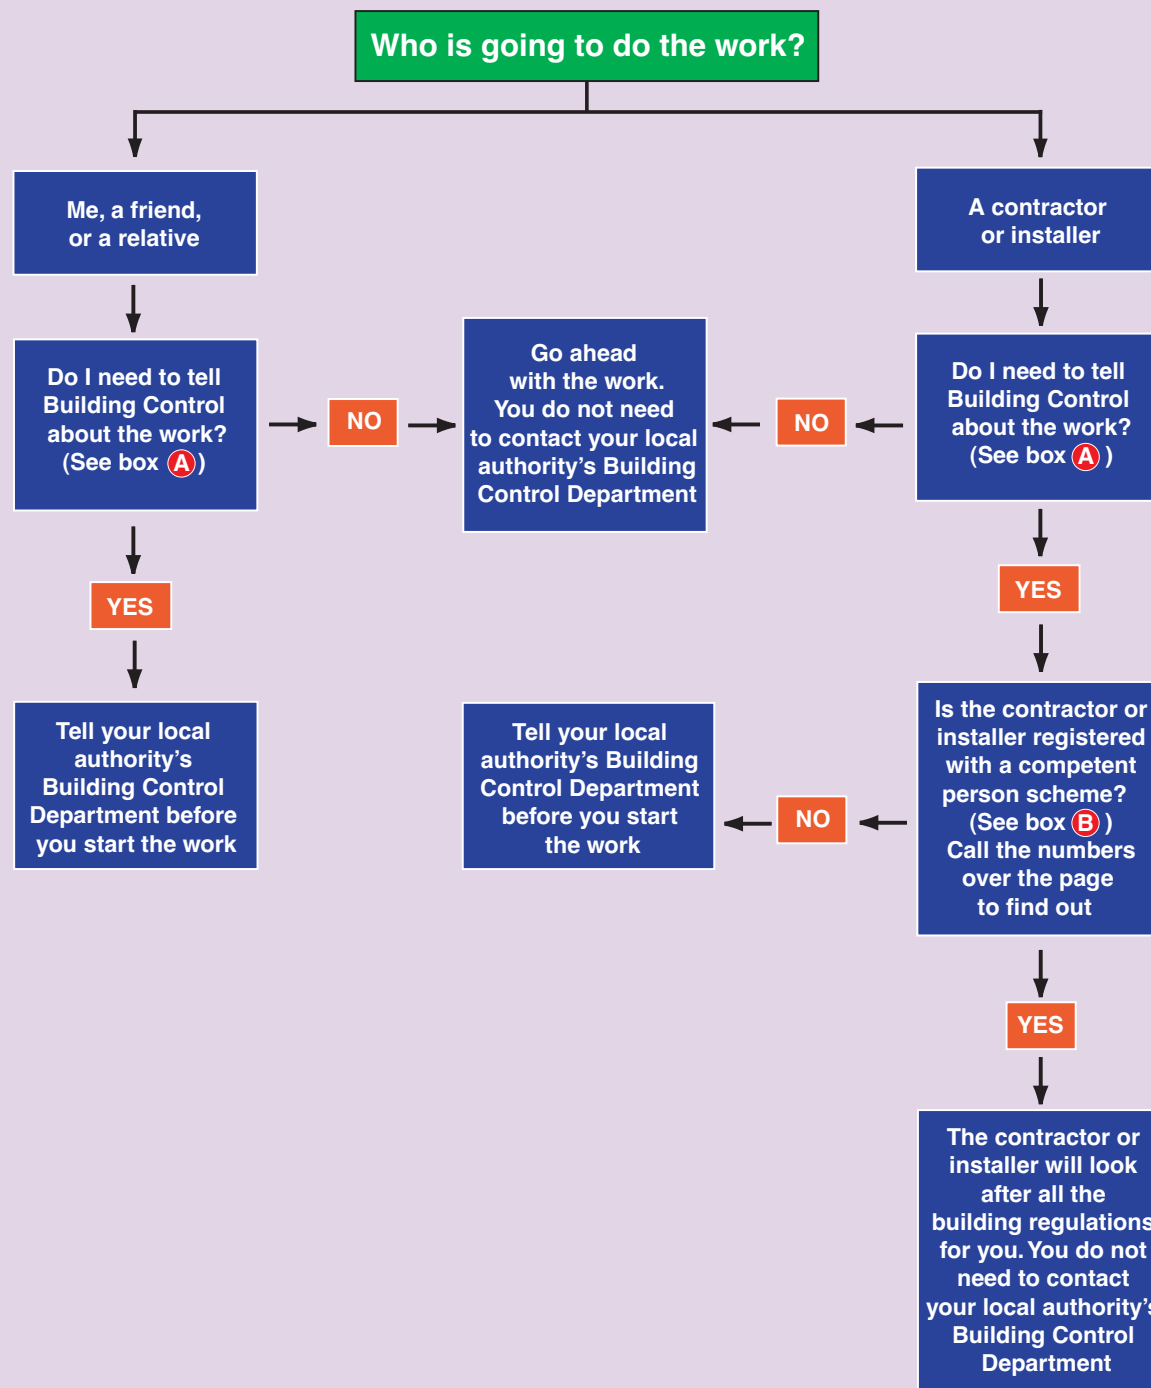 Who is going to do the work?
Me, a friend,
or a relative
A contractor
or installer
Do I need to tell
Building Control
about the work?
(See box A)
NO
Go ahead
with the work.
You do not need
to contact your local
authority's Building
Control Department
NO
Do I need to tell
Building Control
about the work?
(See box A )
YES
YES
Tell your local
authority's
Building Control
Department before
you start the work
Tell your local
authority's Building
Control Department
before you start
the work
NO
Is the contractor or
installer registered
with a competent
person scheme?
(See box B )
Call the numbers
over the page
to find out
YES
The contractor or
installer will look
after all the
building regulations
for you. You do not
need to contact
your local authority's
Building Control
Department